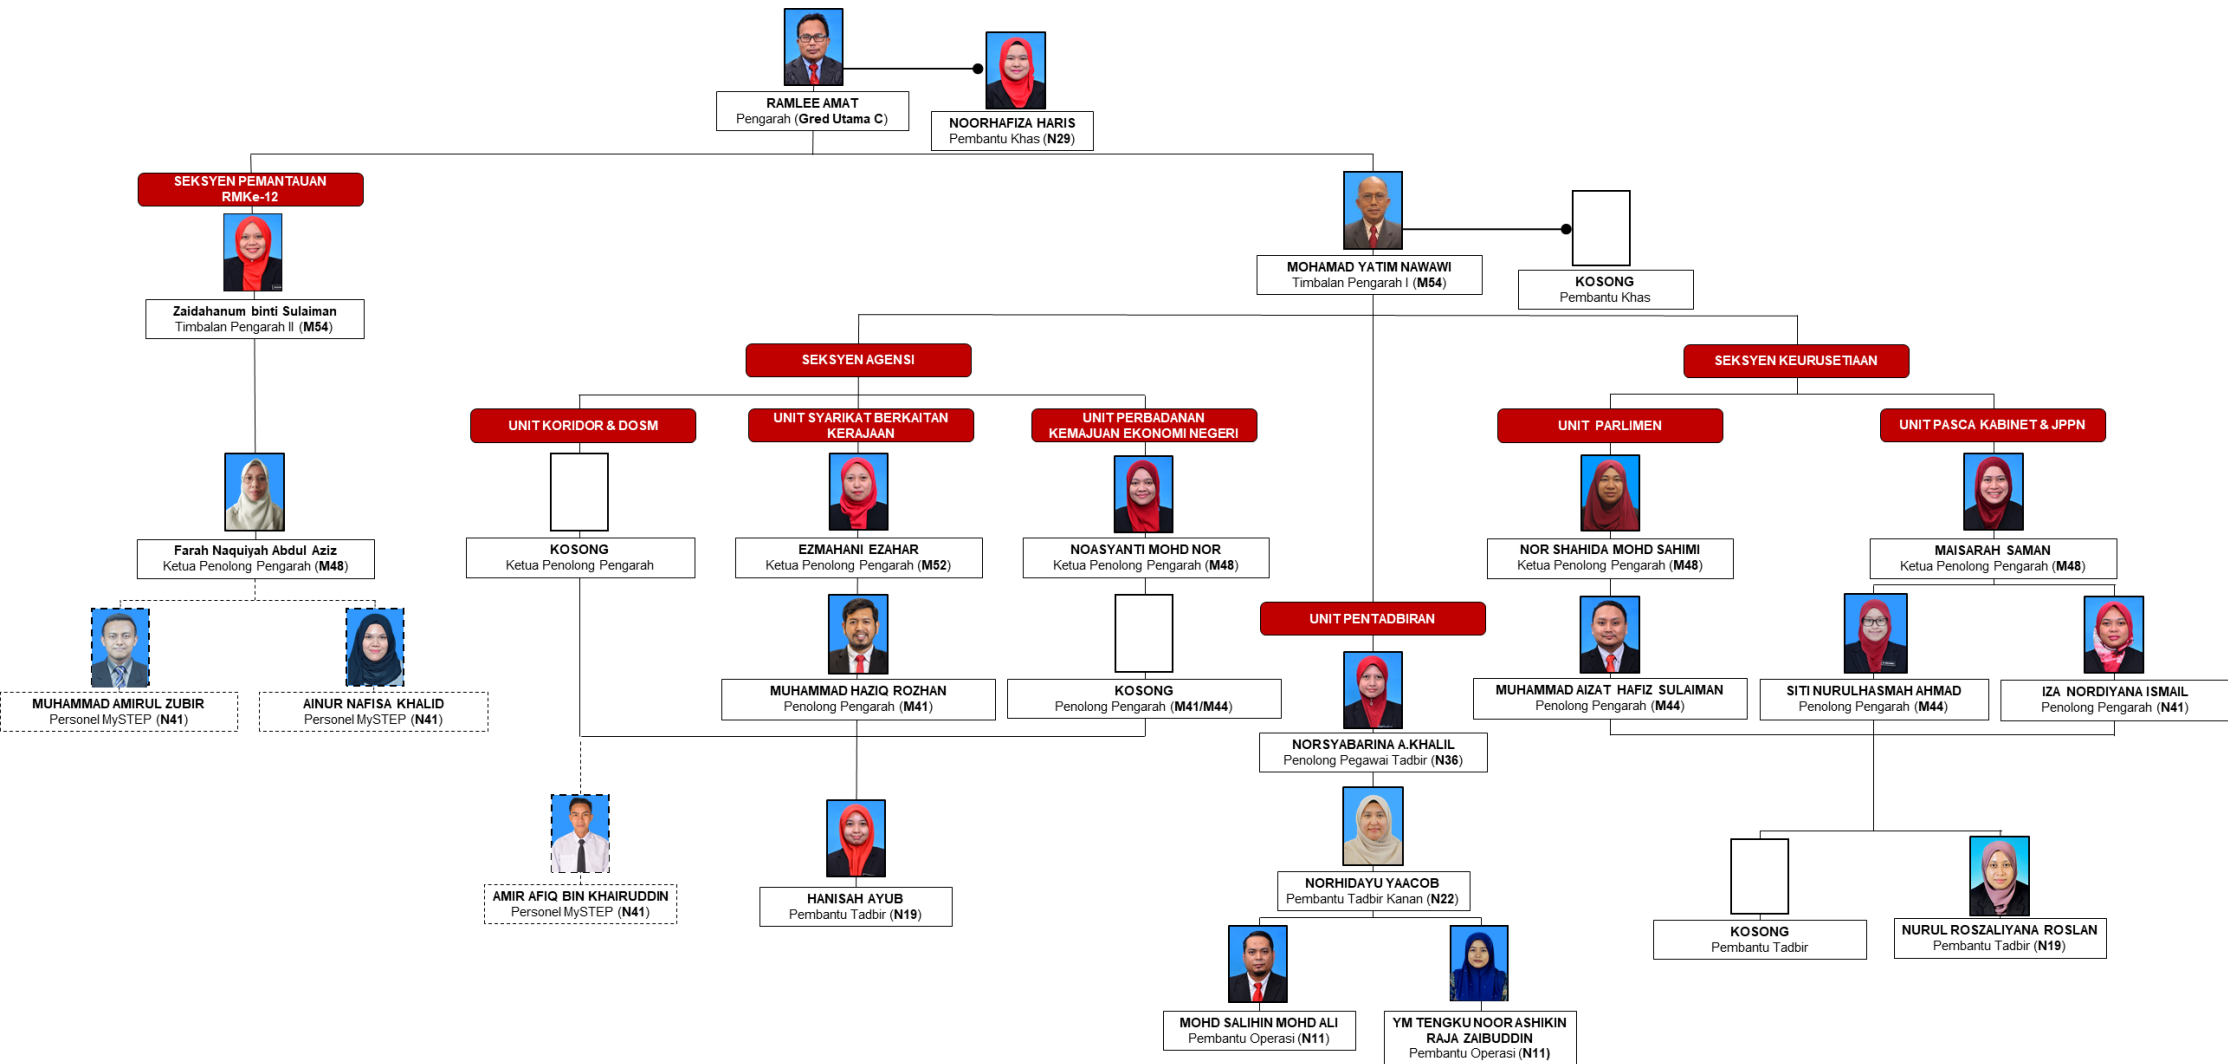 RAMLEE AMAT
Pengarah (Gred Utama C)
NOORHAFIZA HARIS
Pembantu Khas (N29)
SEKSYEN PEMANTAUAN
RMKe-12
Zaidahanum binti Sulaiman
Timbalan Pengarah II (M54)
MOHAMAD YATIM NAWAWI
Timbalan Pengarah I (M54)
KOSONG
Pembantu Khas
SEKSYEN AGENSI
SEKSYEN KEURUSETIAAN
UNIT KORIDOR & DOSM
UNIT SYARIKAT BERKAITAN
KERAJAAN
UNIT PERBADANAN
KEMAJUAN EKONOMI NEGERI
UNIT PARLIMEN
UNIT PASCA KABINET & JPPN
Farah Naquiyah Abdul Aziz
Ketua Penolong Pengarah (M48)
KOSONG
Ketua Penolong Pengarah
EZMAHANI EZAHAR
Ketua Penolong Pengarah (M52)
NOASYANTI MOHD NOR
Ketua Penolong Pengarah (M48)
NOR SHAHIDA MOHD SAHIMI
Ketua Penolong Pengarah (M48)
MAISARAH SAMAN
Ketua Penolong Pengarah (M48)
UNIT PENTADBIRAN
MUHAMMAD AMIRUL ZUBIR
Personel MySTEP (N41)
AINUR NAFISA KHALID
Personel MySTEP (N41)
MUHAMMAD HAZIQ ROZHAN
Penolong Pengarah (M41)
KOSONG
Penolong Pengarah (M41/M44)
MUHAMMAD AIZAT HAFIZ SULAIMAN
Penolong Pengarah (M44)
SITI NURULHASMAH AHMAD
Penolong Pengarah (M44)
IZA NORDIYANA ISMAIL
Penolong Pengarah (N41)
NORSYABARINA A.KHALIL
Penolong Pegawai Tadbir (N36)
AMIR AFIQ BIN KHAIRUDDIN
Personel MySTEP (N41)
HANISAH AYUB
Pembantu Tadbir (N19)
NORHIDAYU YAACOB
Pembantu Tadbir Kanan (N22)
KOSONG
Pembantu Tadbir
NURUL ROSZALIYANA ROSLAN
Pembantu Tadbir (N19)
MOHD SALIHIN MOHD ALI
Pembantu Operasi (N11)
YM TENGKU NOOR ASHIKIN
RAJA ZAIBUDDIN
Pembantu Operasi (N11)